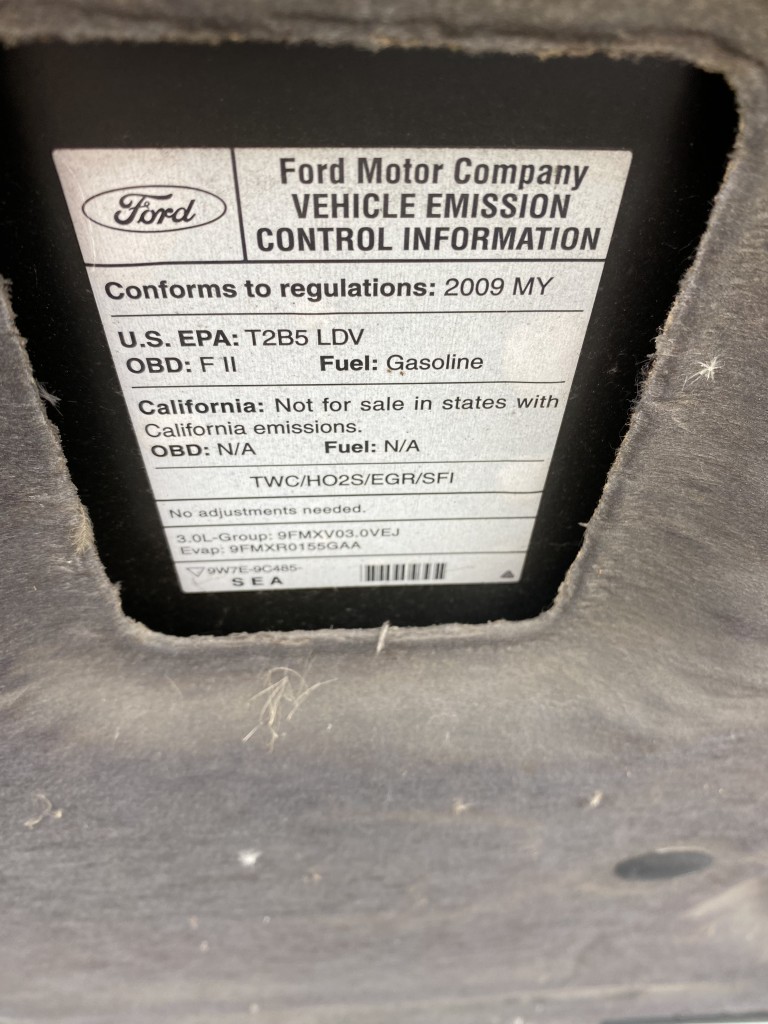 Ford
Ford Motor Company
VEHICLE EMISSION
CONTROL INFORMATION
Conforms to regulations: 2009 MY
U.S. EPA: T2B5 LDV
OBD: F II Fuel: Gasoline
California: Not for sale in states with
California emissions.
OBD: N/A Fuel: N/A
TWC/HO2S/EGR/SFI
No adjustments needed.
3.0L-Group: 9FMXV03.0VEJ
Evap: 9FMXR0155GAA
9W7E-9C485-
SEA